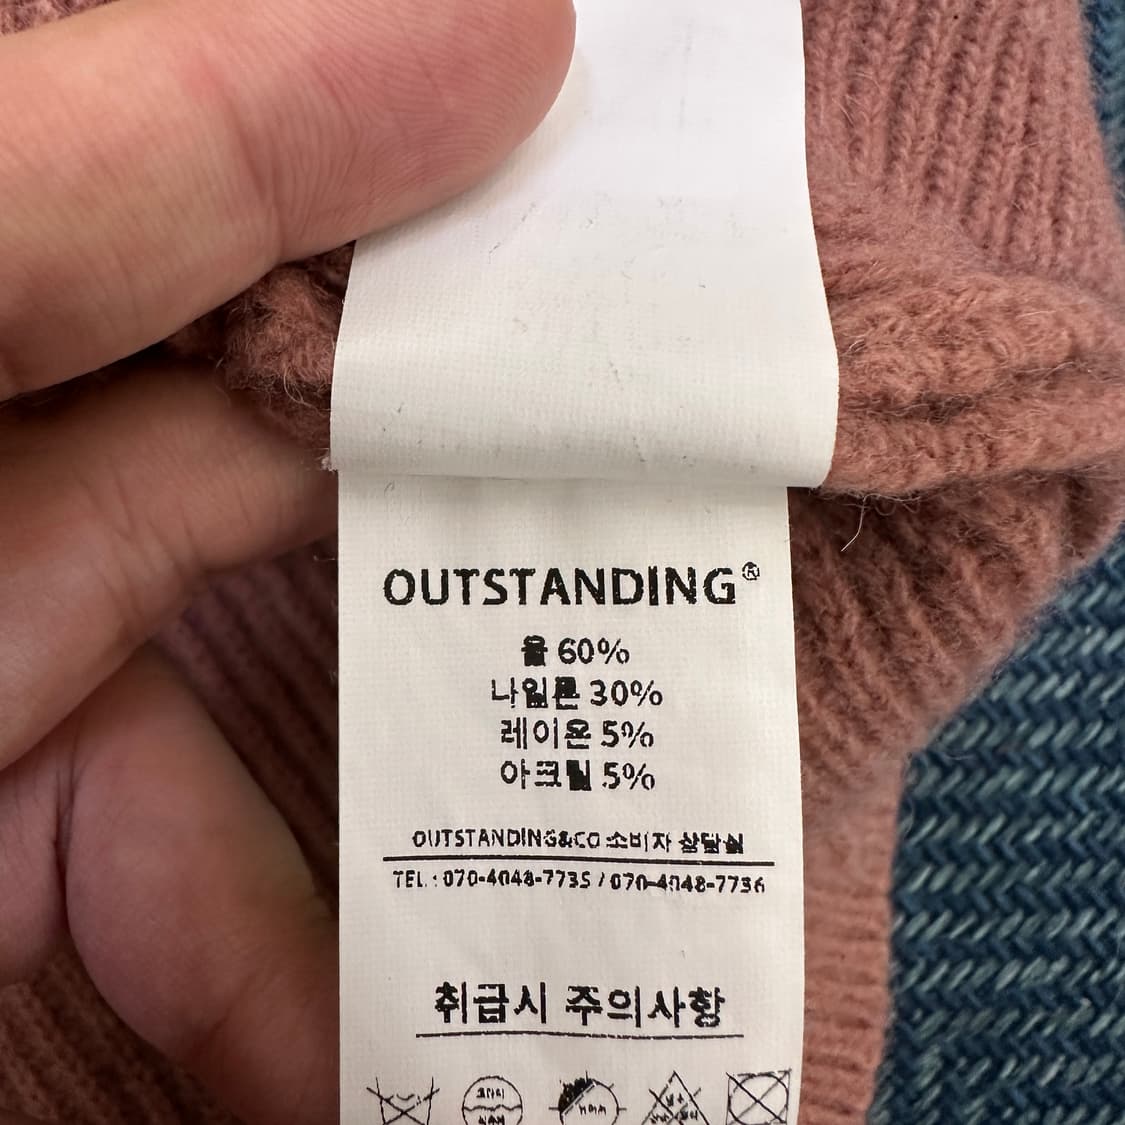 OUTSTANDING®
울 60%
나일론 30%
레이온 5%
아크릴 5%
OUTSTANDING&CO 소비자 상담실
TEL : 070-4048-7735 / 070-4048-7736
취급시 주의사항